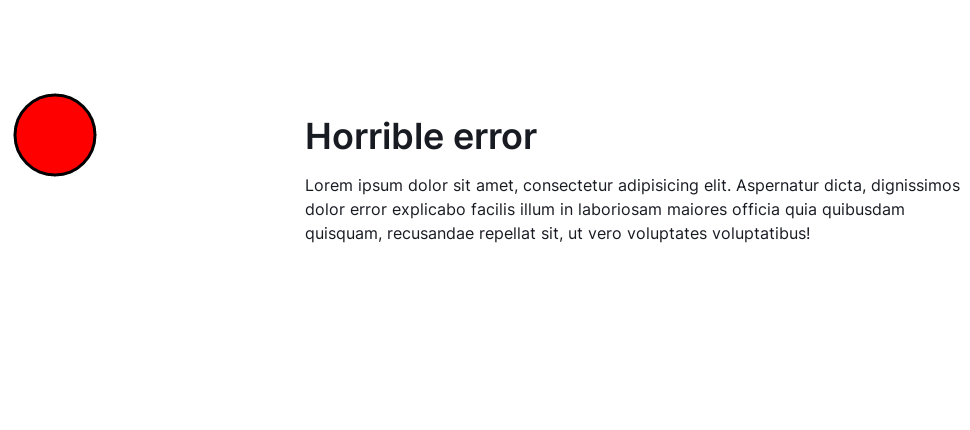 Horrible error
Lorem ipsum dolor sit amet, consectetur adipisicing elit. Aspernatur dicta, dignissimos
dolor error explicabo facilis illum in laboriosam maiores officia quia quibusdam
quisquam, recusandae repellat sit, ut vero voluptates voluptatibus!